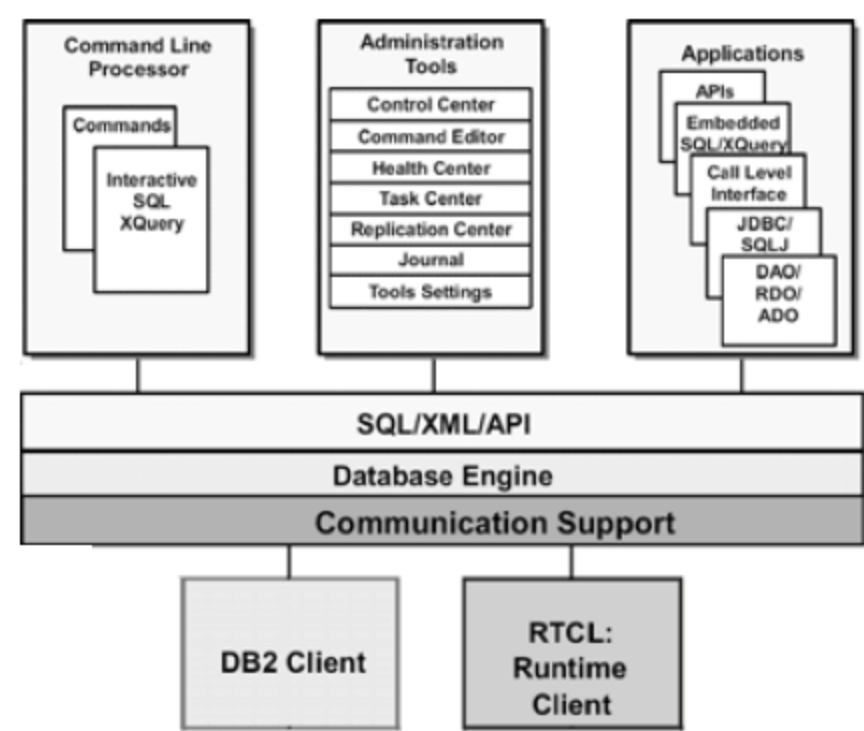 Command Line
Processor
Commands
Interactive
SQL
XQuery
Administration
Tools
Control Center
Command Editor
Health Center
Task Center
Replication Center
Journal
Tools Settings
Applications
APIs
Embedded
SQL/XQuery
Call Level
Interface
JDBC/
SQLJ
DAO/
RDO/
ADO
SQL/XML/API
Database Engine
Communication Support
DB2 Client
RTCL:
Runtime
Client